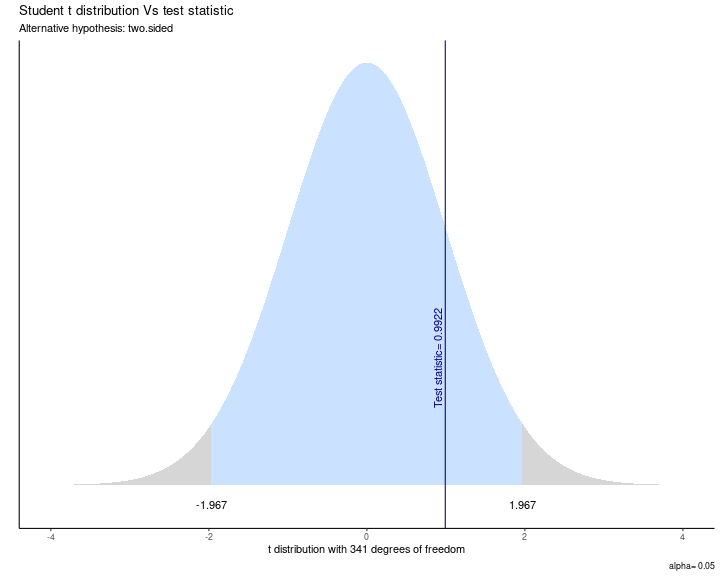 Student t distribution Vs test statistic
Alternative hypothesis: two.sided
Test statistic= 0.9922
-1.967
1.967
-4
-2
0
2
4
t distribution with 341 degrees of freedom
alpha= 0.05